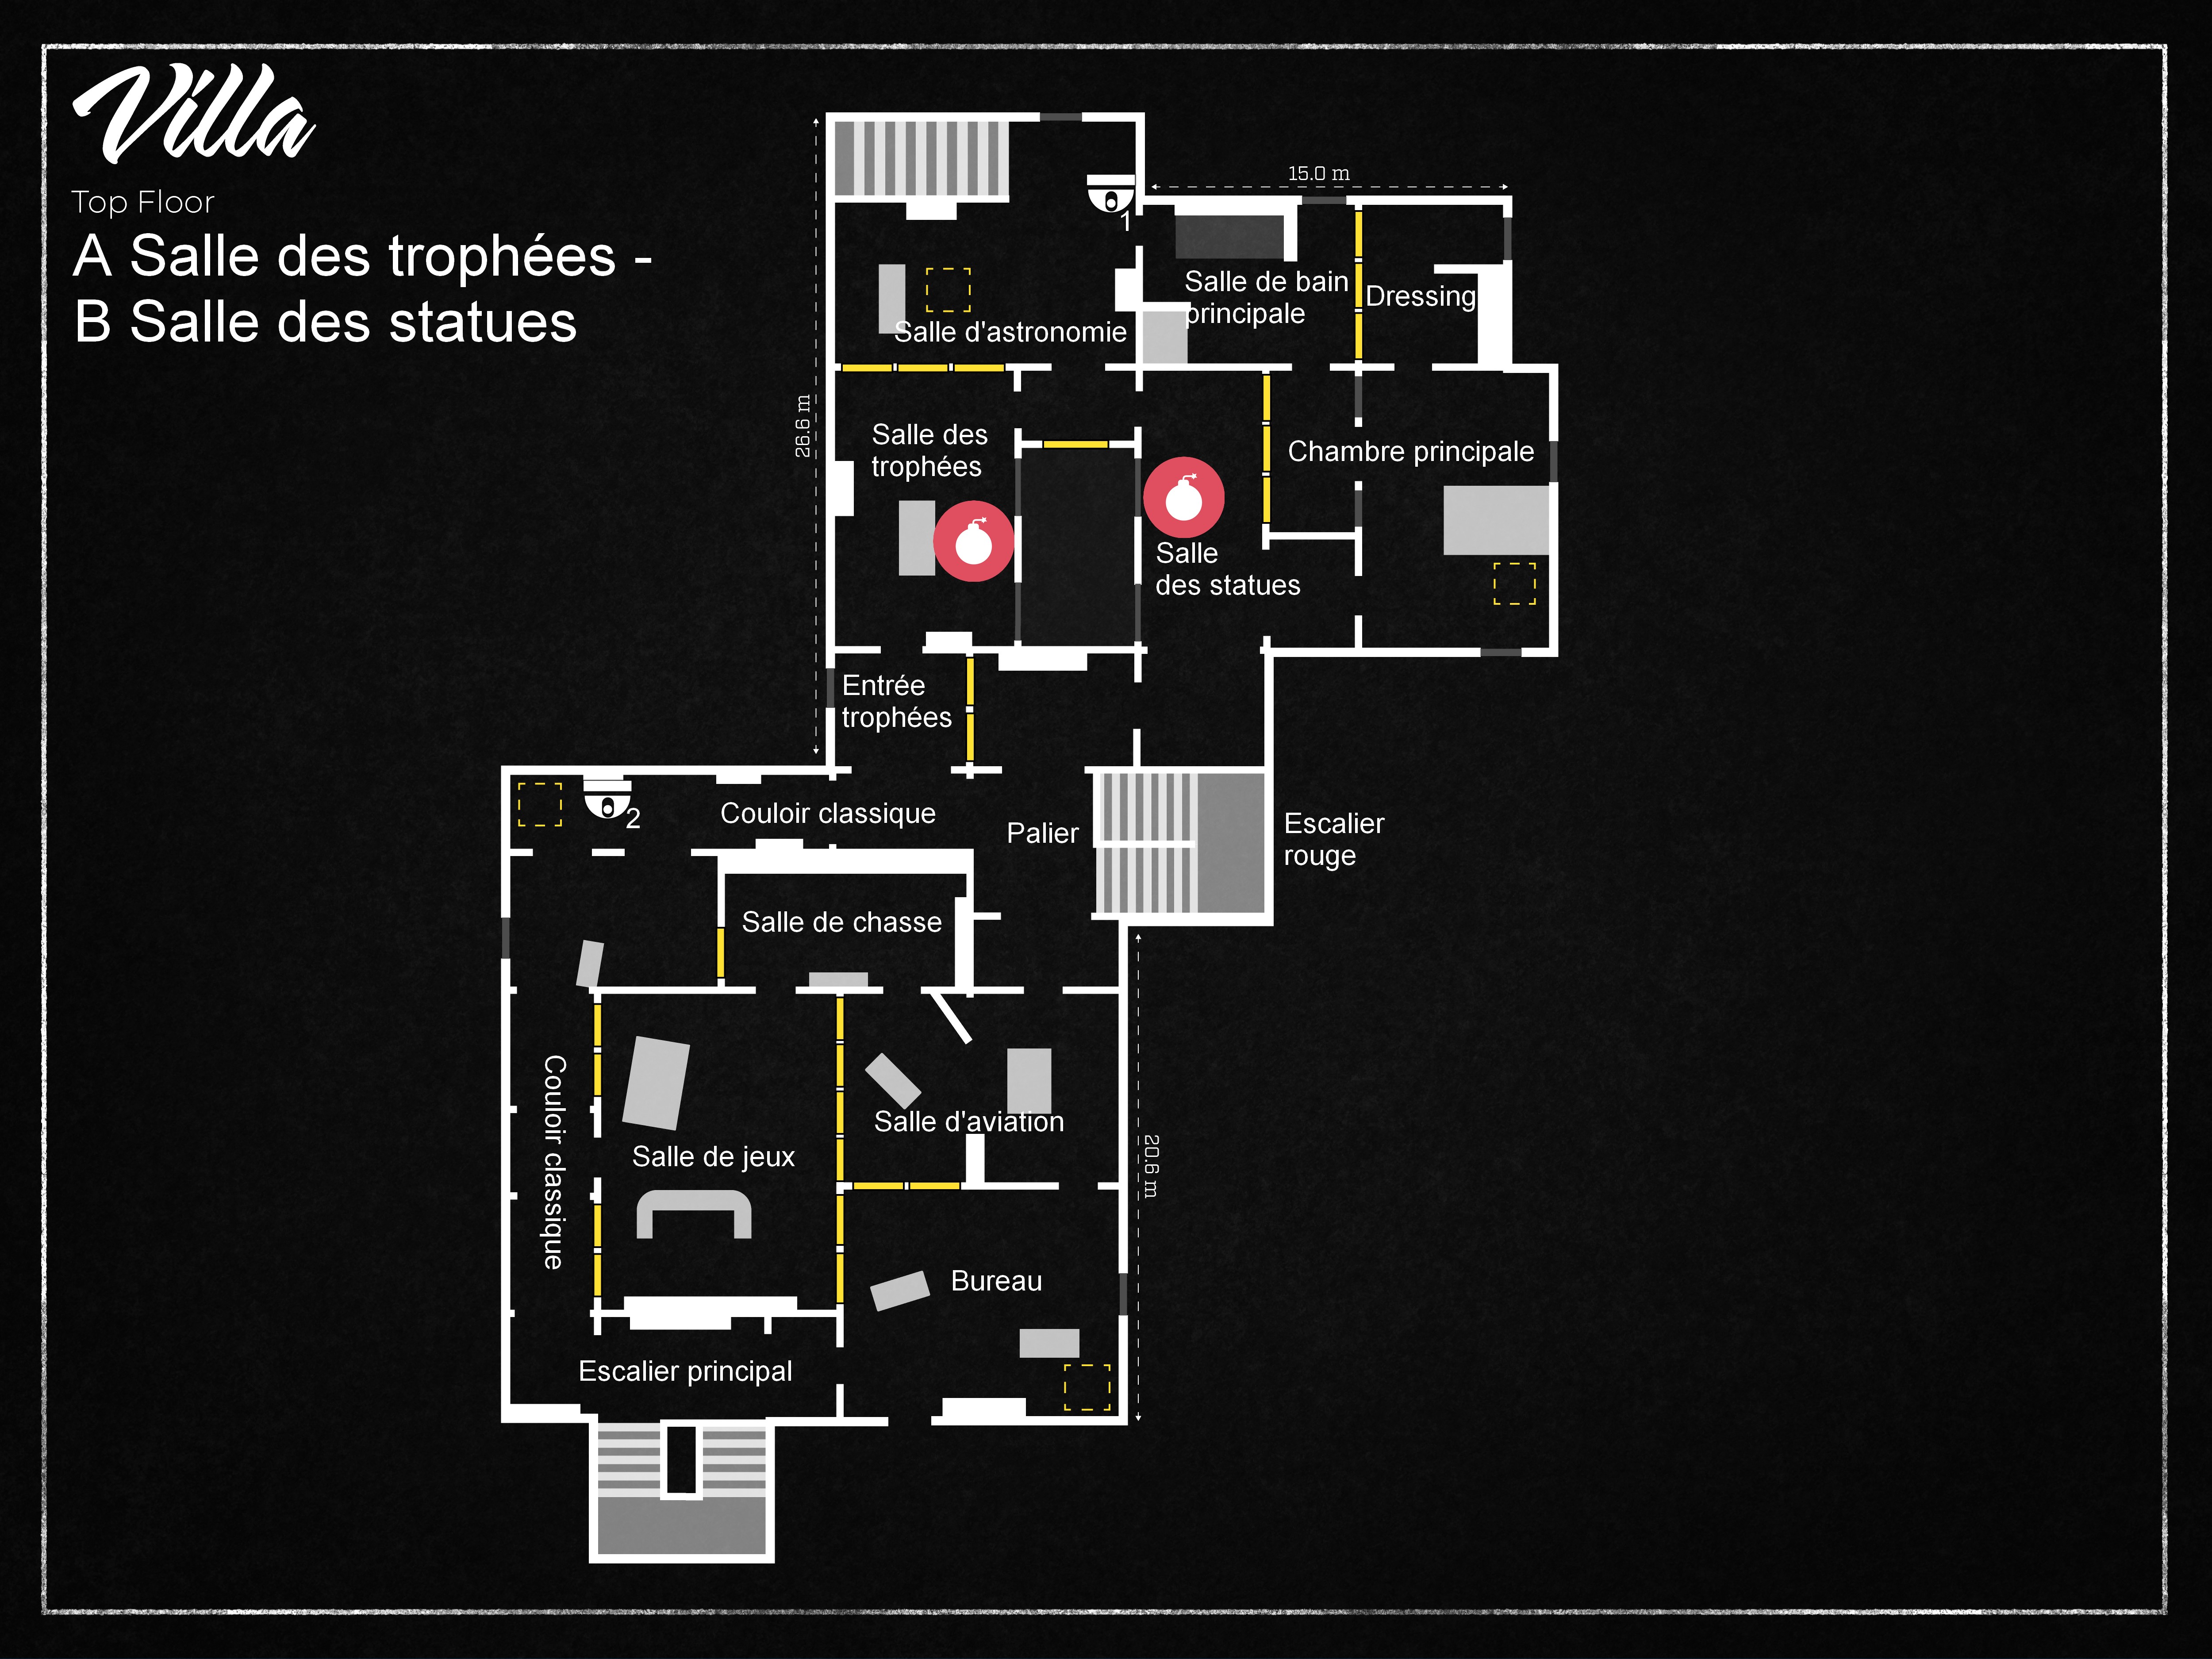 Villa
Top Floor
A Salle des trophées -
B Salle des statues
15.0 m
1
Salle de bain
principale
Dressing
Salle d'astronomie
26.6 m
Salle des
trophées
Chambre principale
Salle
des statues
Entrée
trophées
2
Couloir classique
Palier
Escalier
rouge
Salle de chasse
Couloir classique
Salle d'aviation
Salle de jeux
20.6 m
Bureau
Escalier principal